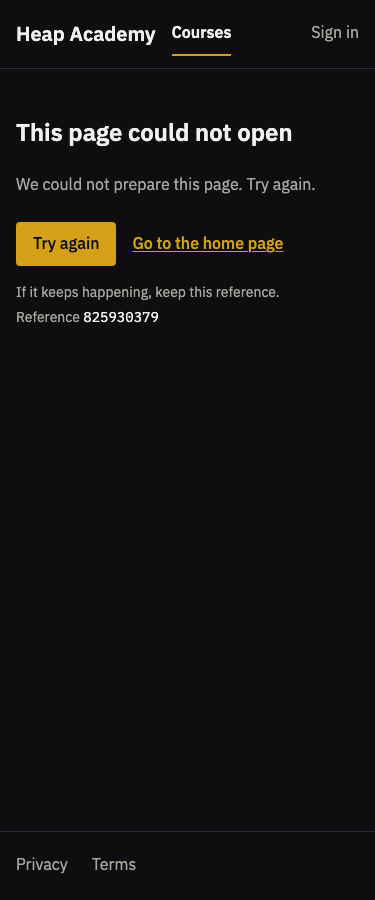 Heap Academy Courses Sign in
This page could not open
We could not prepare this page. Try again.
Try again Go to the home page
If it keeps happening, keep this reference.
Reference 825930379
Privacy Terms